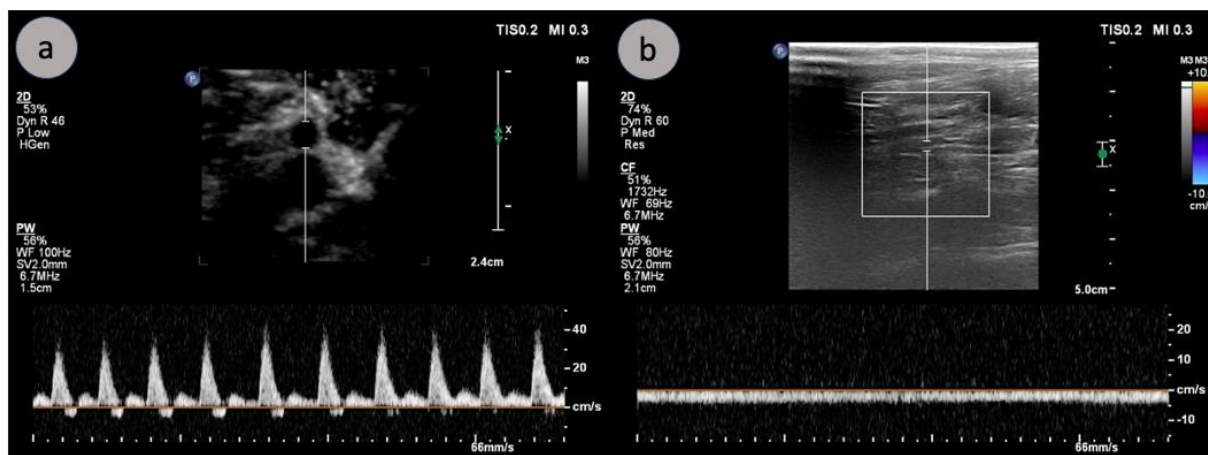 a
TIS0.2 MI 0.3
M3
P
2D
53%
Dyn R 46
P Low
HGen
x
PW
56%
WF 100Hz
SV2.0mm
6.7MHz
1.5cm
2.4cm
40
20
cm/s
66mm/s
b
TIS0.2 MI 0.3
M3 M3
+10.
P
2D
74%
Dyn R 60
P Med
Res
x
CF
51%
1732Hz
WF 69Hz
6.7MHz
-10.
cm/s
PW
56%
WF 80Hz
SV2.0mm
6.7MHz
2.1cm
5.0cm
20
10
cm/s
-10
66mm/s